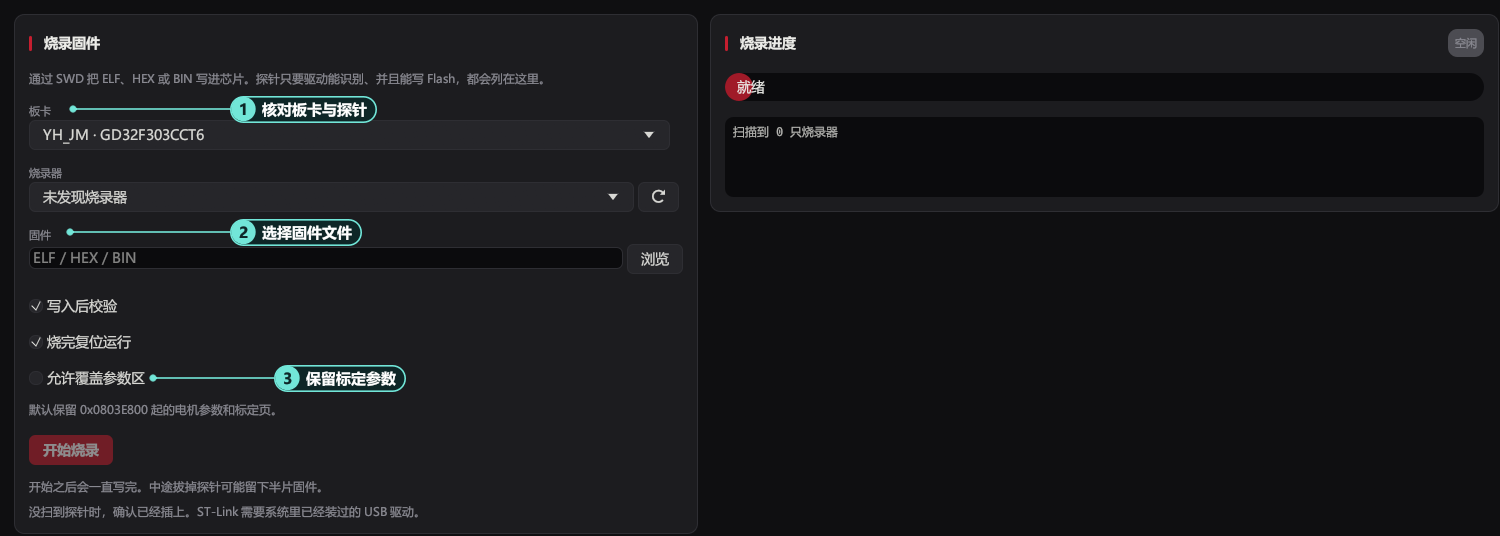 烧录固件
通过 SWD 把 ELF、HEX 或 BIN 写进芯片。探针只要驱动能识别、并且能写 Flash，都会列在这里。
板卡
1 核对板卡与探针
YH_JM · GD32F303CCT6
烧录器
未发现烧录器
固件
2 选择固件文件
ELF / HEX / BIN
浏览
写入后校验
烧完复位运行
允许覆盖参数区
3 保留标定参数
默认保留 0x0803E800 起的电机参数和标定页。
开始烧录
开始之后会一直写完。中途拔掉探针可能留下半片固件。
没扫到探针时，确认已经插上。ST-Link 需要系统里已经装过的 USB 驱动。
烧录进度
空闲
就绪
扫描到 0 只烧录器